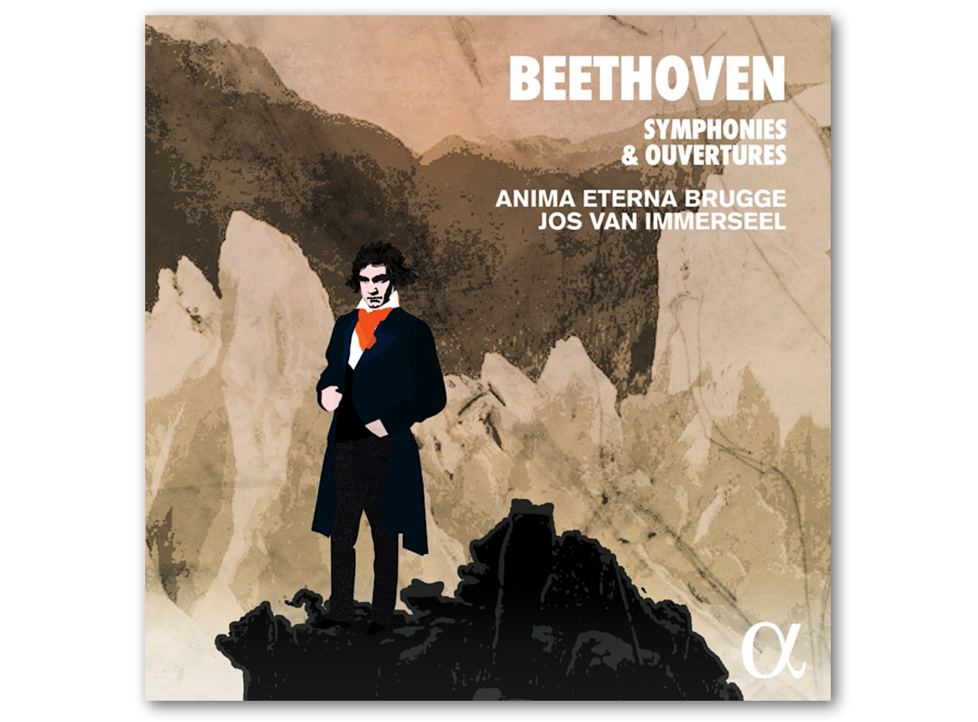 BEETHOVEN
SYMPHONIES
& OUVERTURES
ANIMA ETERNA BRUGGE
JOS VAN IMMERSEEL
α